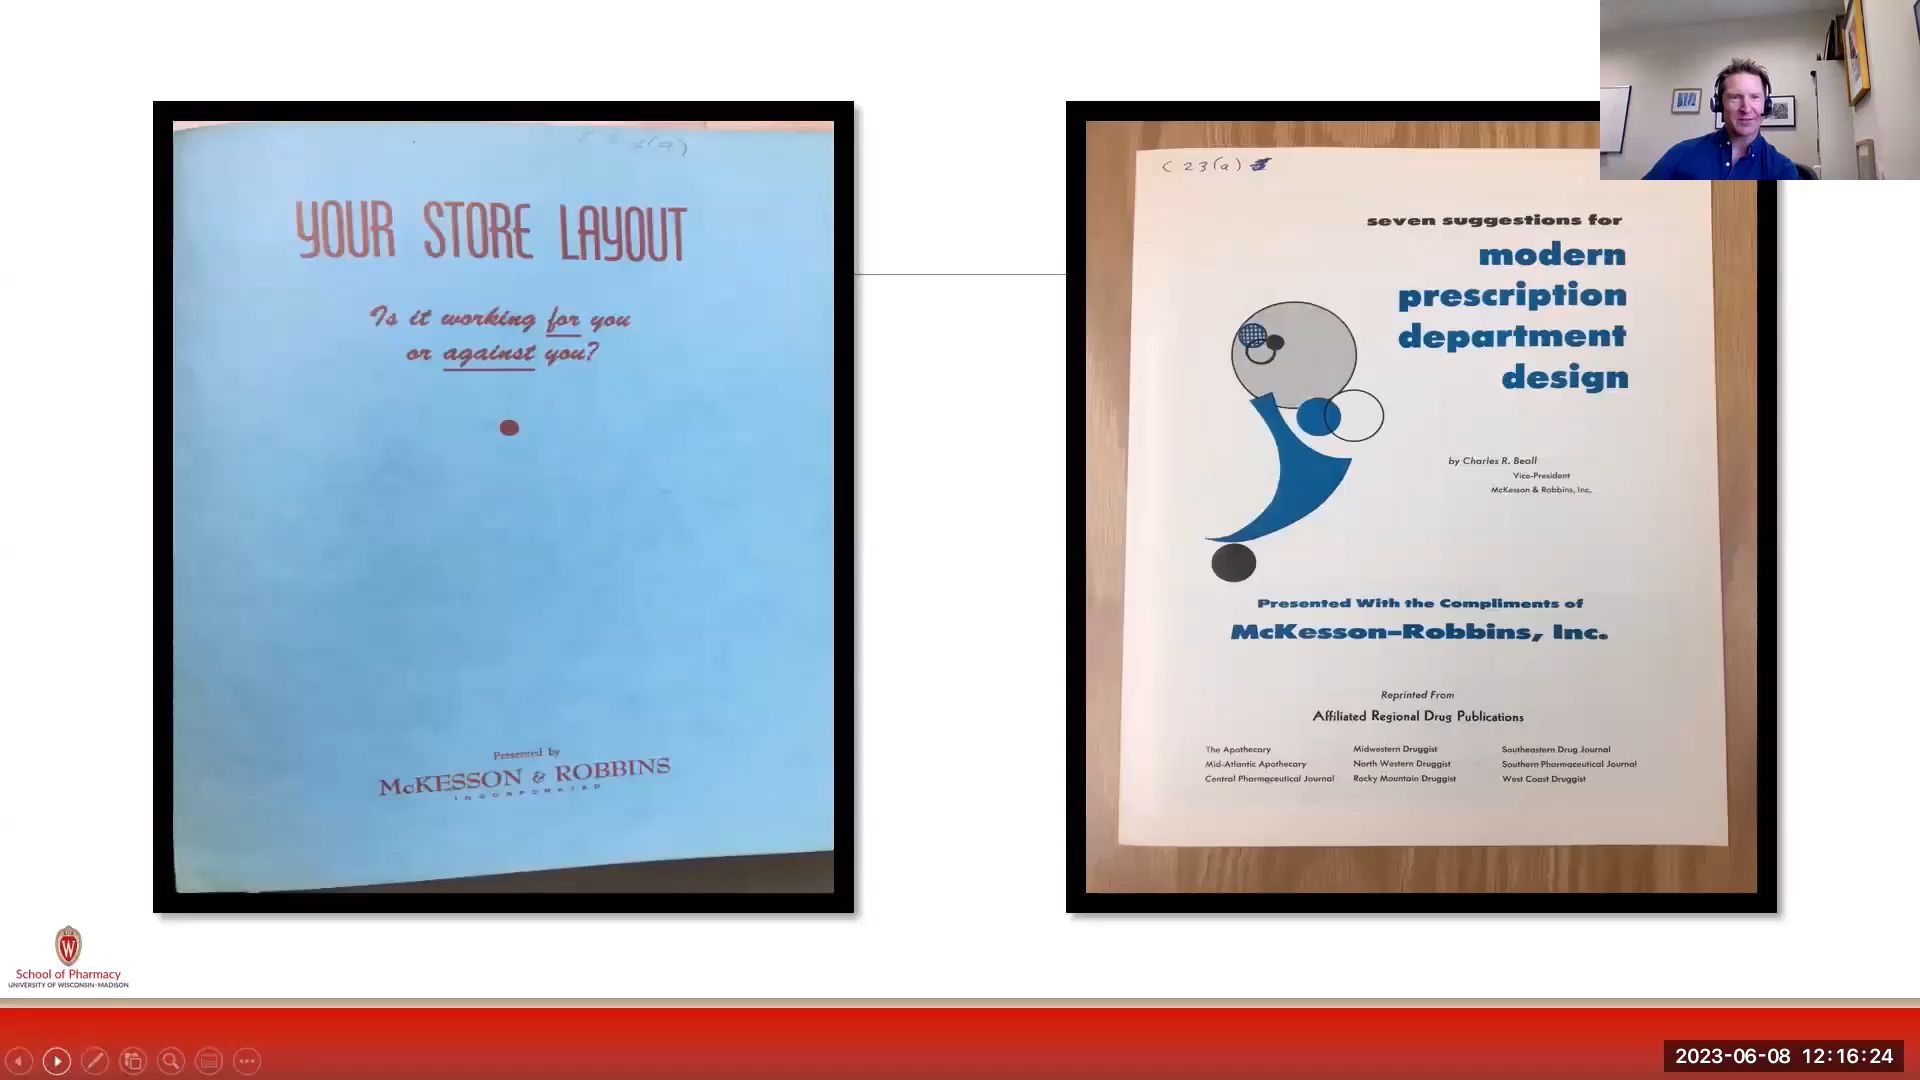 YOUR STORE LAYOUT
Is it working for you
or against you?
Presented by
McKESSON & ROBBINS
INCORPORATED
C 23(a)
seven suggestions for
modern
prescription
department
design
by Charles R. Beall
Vice-President
McKesson & Robbins, Inc.
Presented With the Compliments of
McKesson-Robbins, Inc.
Reprinted From
Affiliated Regional Drug Publications
The Apothecary
Mid-Atlantic Apothecary
Central Pharmaceutical Journal
Midwestern Druggist
North Western Druggist
Rocky Mountain Druggist
Southeastern Drug Journal
Southern Pharmaceutical Journal
West Coast Druggist
W
School of Pharmacy
UNIVERSITY OF WISCONSIN-MADISON
2023-06-08 12:16:24